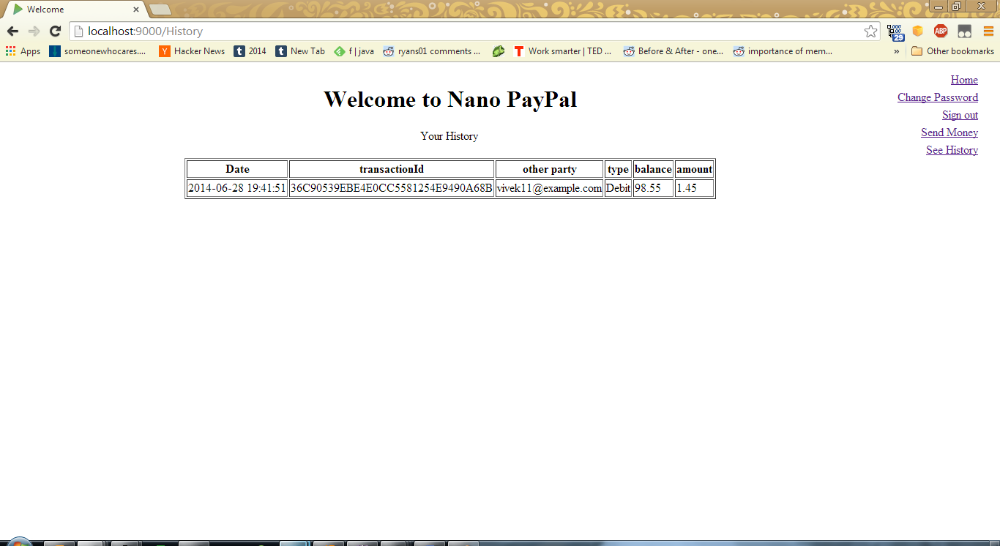 Welcome
localhost:9000/History
29
ABP
Apps
someonewhocares....
Y Hacker News
t 2014
t New Tab
f | java
ryans01 comments ...
T Work smarter | TED ...
Before & After - one...
importance of mem...
»
Other bookmarks
Home
Change Password
Sign out
Send Money
See History
Welcome to Nano PayPal
Your History
Date transactionId other party type balance amount
2014-06-28 19:41:51 36C90539EBE4E0CC5581254E9490A68B vivek11@example.com Debit 98.55 1.45